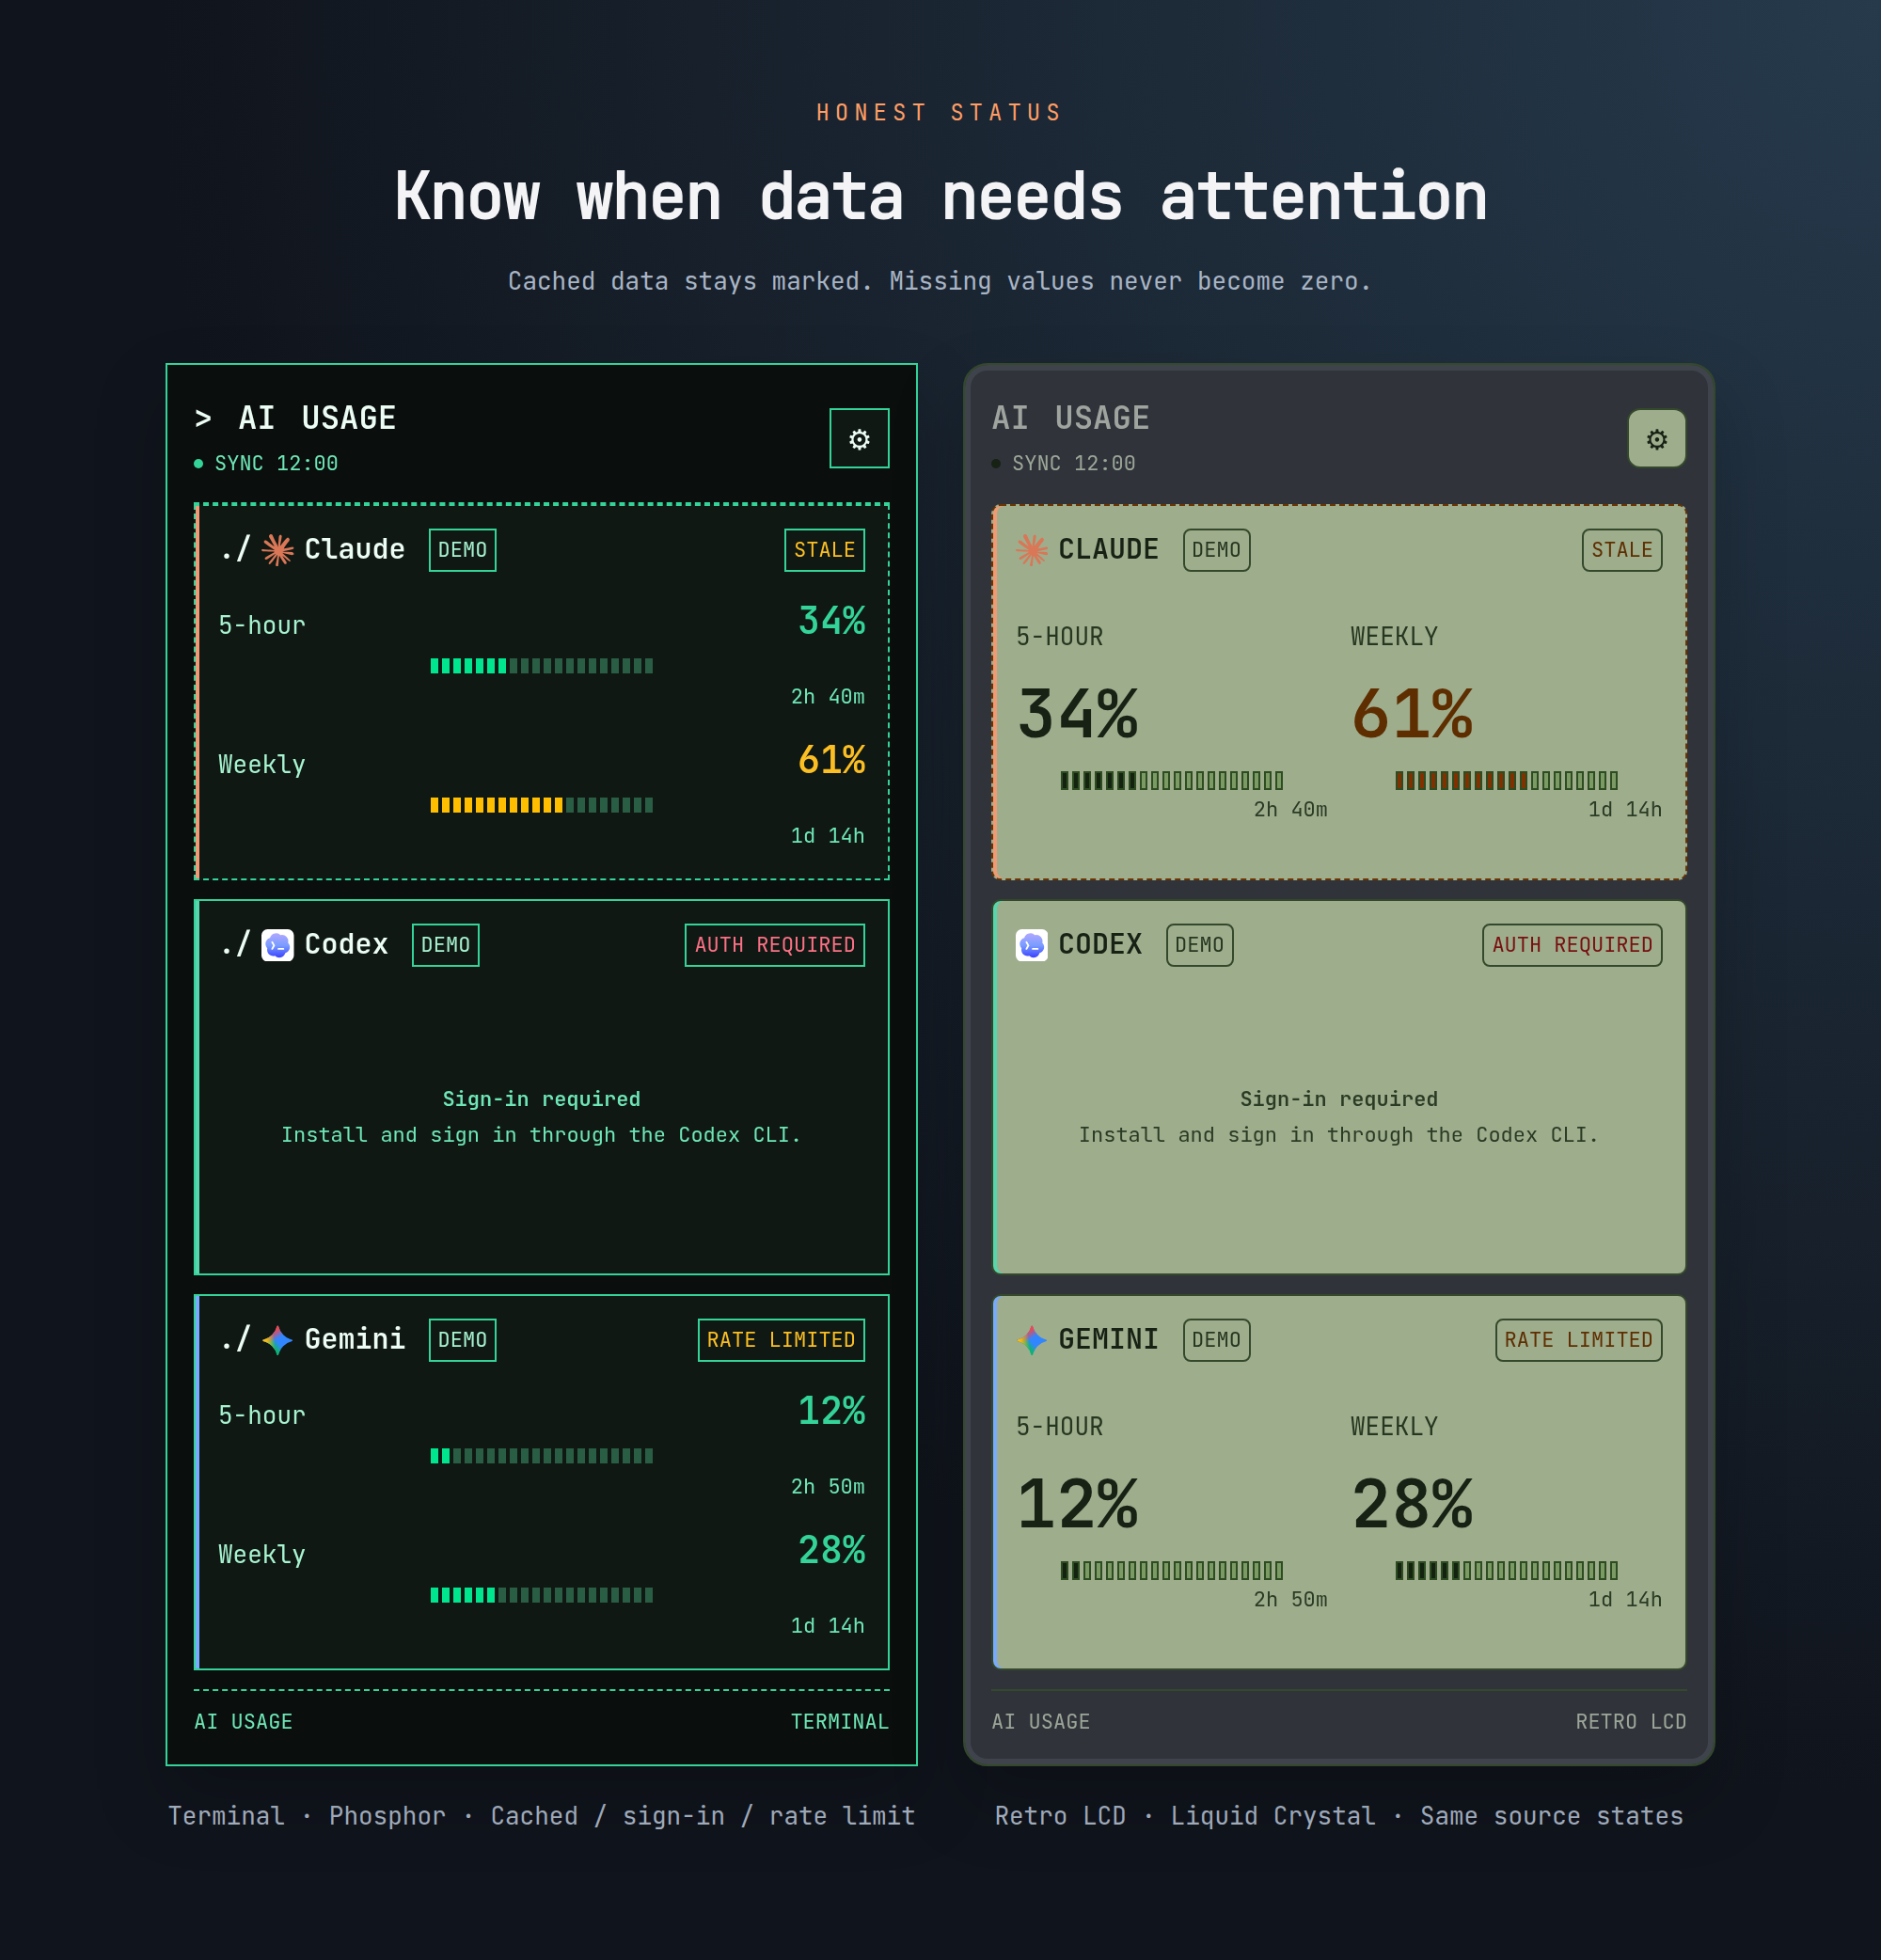 HONEST STATUS
Know when data needs attention
Cached data stays marked. Missing values never become zero.
> AI USAGE
SYNC 12:00
./ Claude DEMO STALE
5-hour 34%
2h 40m
Weekly 61%
1d 14h
./ Codex DEMO AUTH REQUIRED
Sign-in required
Install and sign in through the Codex CLI.
./ Gemini DEMO RATE LIMITED
5-hour 12%
2h 50m
Weekly 28%
1d 14h
AI USAGE TERMINAL
Terminal · Phosphor · Cached / sign-in / rate limit
AI USAGE
SYNC 12:00
CLAUDE DEMO STALE
5-HOUR WEEKLY
34% 61%
2h 40m 1d 14h
CODEX DEMO AUTH REQUIRED
Sign-in required
Install and sign in through the Codex CLI.
GEMINI DEMO RATE LIMITED
5-HOUR WEEKLY
12% 28%
2h 50m 1d 14h
AI USAGE RETRO LCD
Retro LCD · Liquid Crystal · Same source states